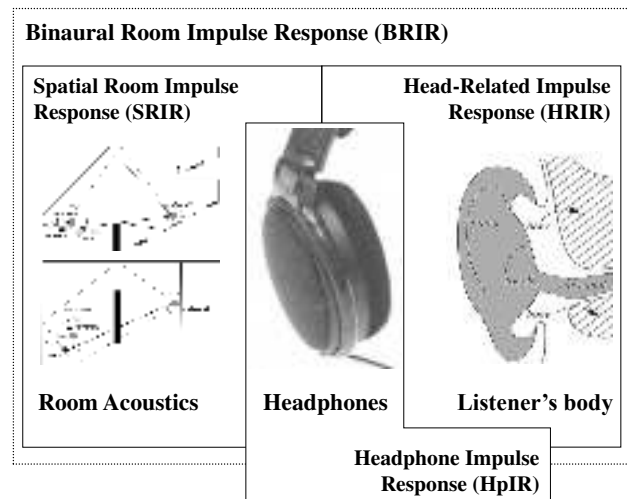 Binaural Room Impulse Response (BRIR)
Spatial Room Impulse
Response (SRIR)
Head-Related Impulse
Response (HRIR)
Room Acoustics
Headphones
Listener's body
Headphone Impulse
Response (HpIR)